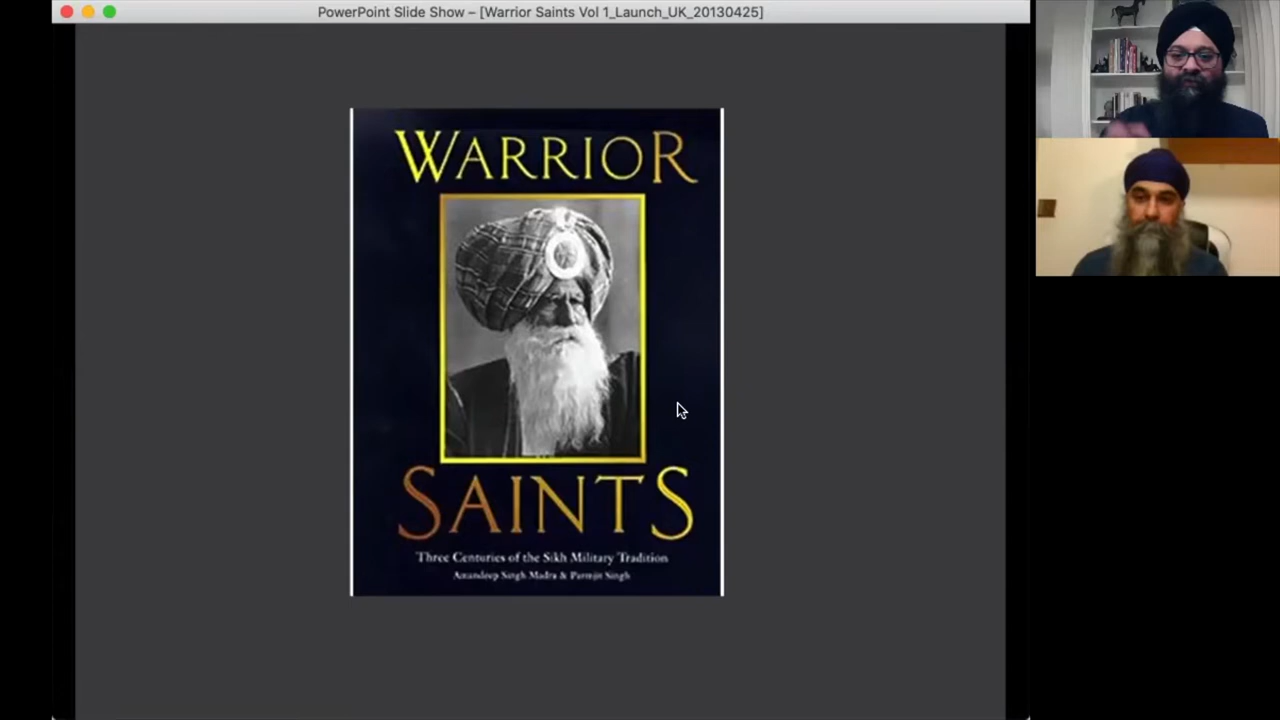 PowerPoint Slide Show – [Warrior Saints Vol 1_Launch_UK_20130425]
WARRIOR
SAINTS
Three Centuries of the Sikh Military Tradition
Amandeep Singh Madra & Parmjit Singh